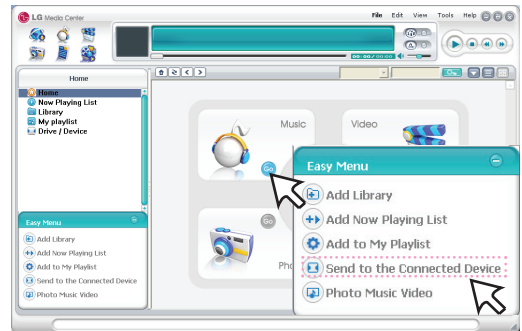 LG Media Center
File Edit View Tools Help
00:00/00:00
Home
Home
Now Playing List
Library
My playlist
Drive / Device
Music
Video
Go
Go
Pho
Easy Menu
Add Library
Add Now Playing List
Add to My Playlist
Send to the Connected Device
Photo Music Video
Easy Menu
Add Library
Add Now Playing List
Add to My Playlist
Send to the Connected Device
Photo Music Video